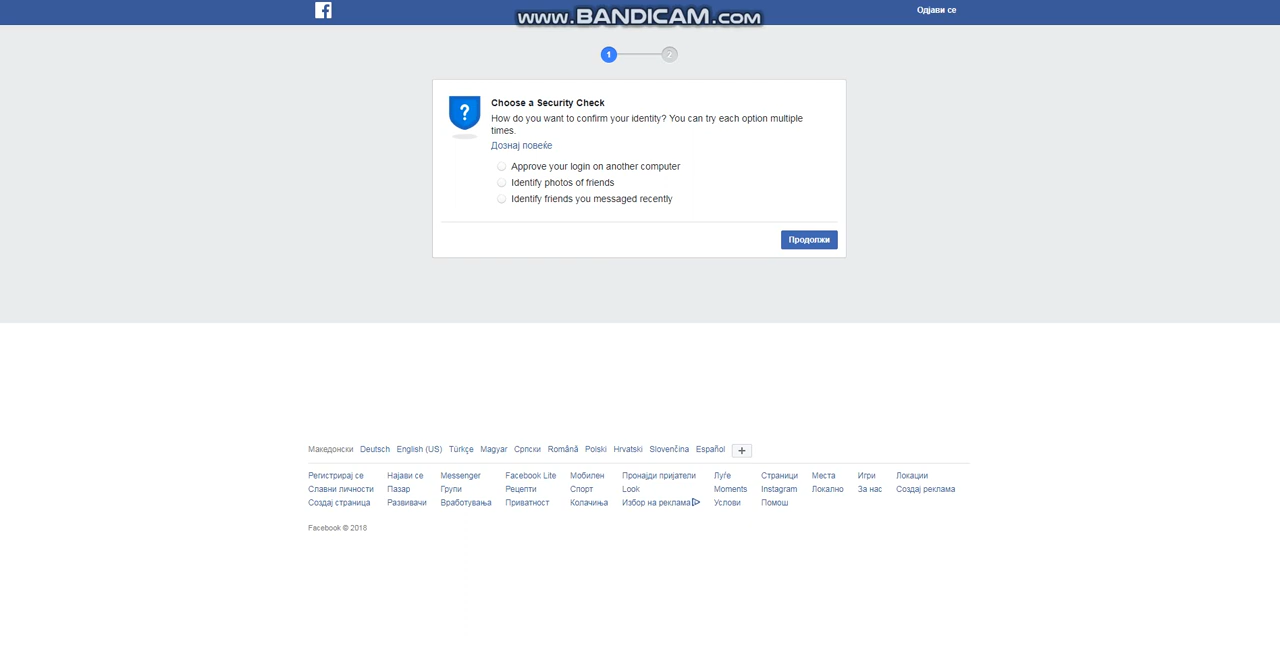 f
www.BANDICAM.com
Одјави се
1 2
?
Choose a Security Check
How do you want to confirm your identity? You can try each option multiple
times.
Дознај повеќе
Approve your login on another computer
Identify photos of friends
Identify friends you messaged recently
Продолжи
Македонски Deutsch English (US) Türkçe Magyar Српски Română Polski Hrvatski Slovenčina Español +
Регистрирај се Најави се Messenger Facebook Lite Мобилен Пронајди пријатели Луѓе Страници Места Игри Локации
Славни личности Пазар Групи Рецепти Спорт Look Moments Instagram Локално За нас Создај реклама
Создај страница Развивачи Вработувања Приватност Колачиња Избор на реклама Услови Помош
Facebook © 2018